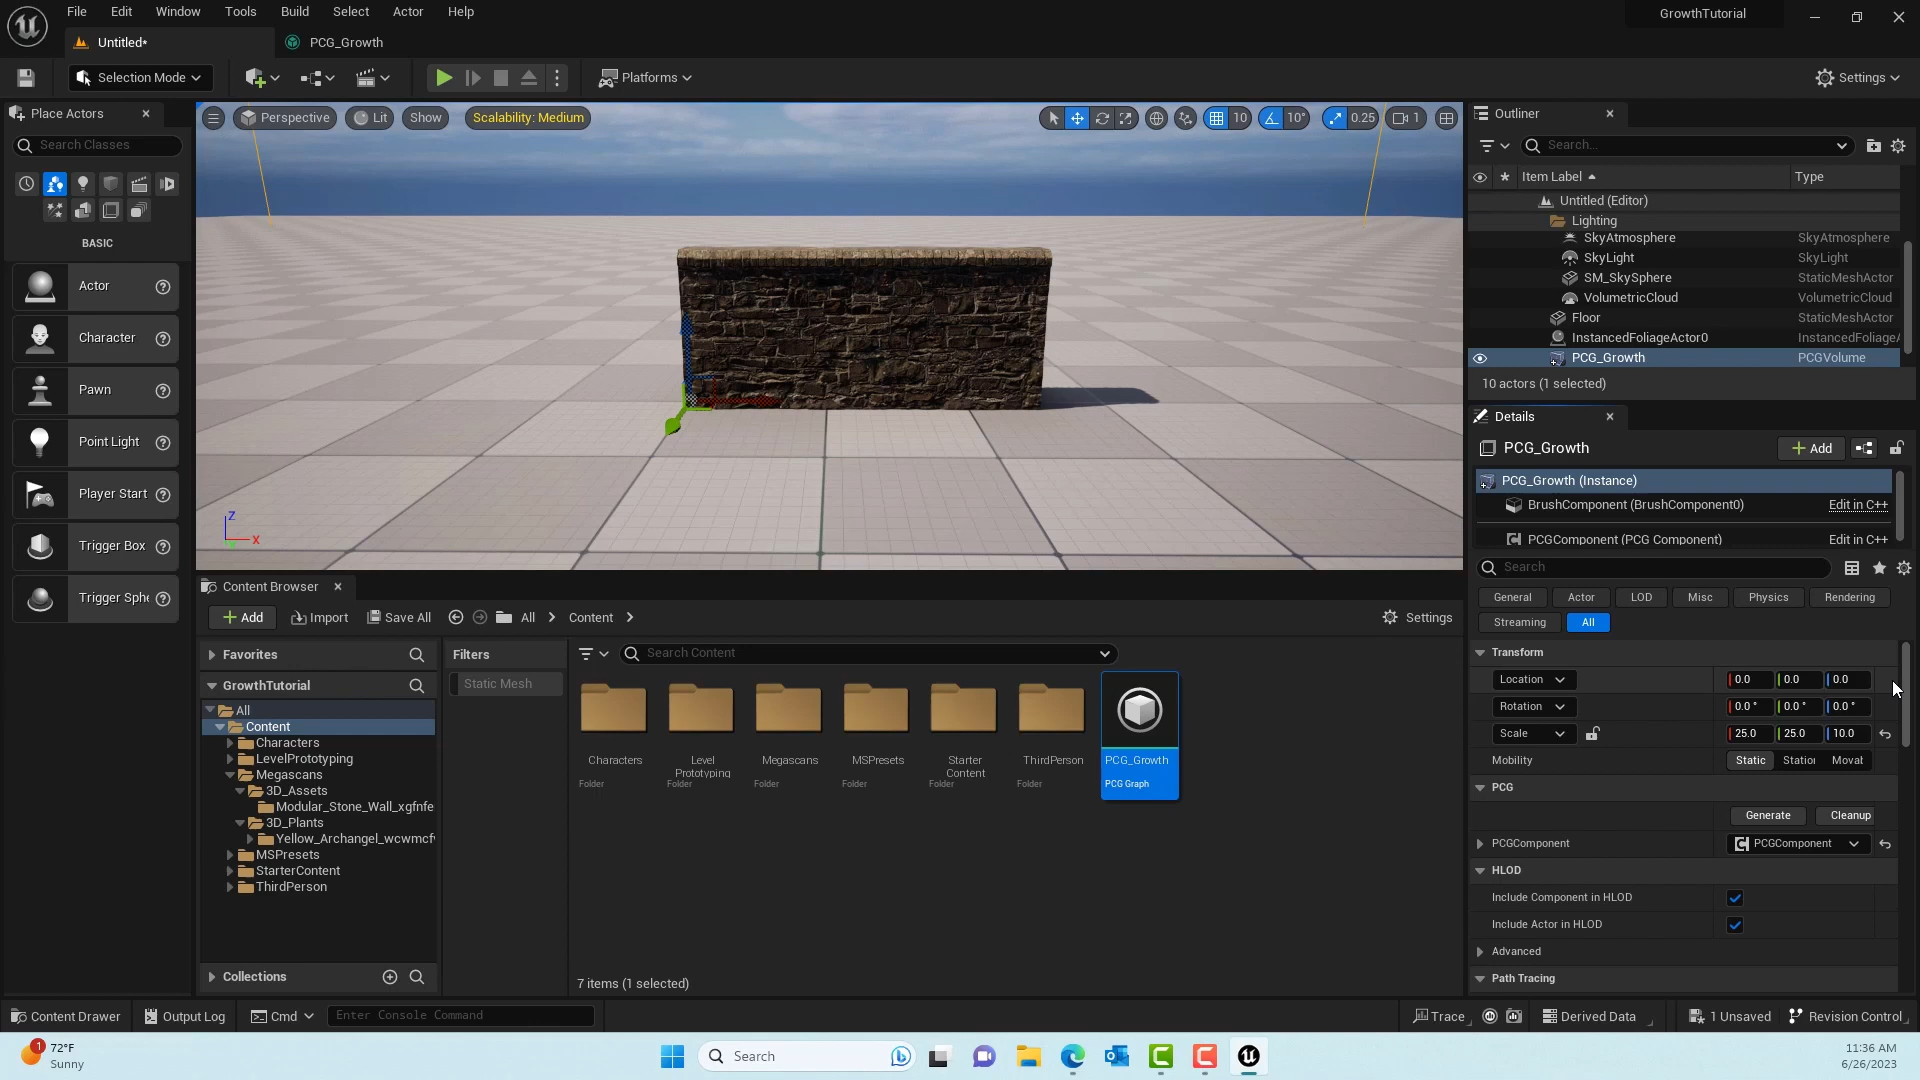 File Edit Window Tools Build Select Actor Help
GrowthTutorial
Untitled* PCG_Growth
Selection Mode Platforms Settings
Place Actors
Search Classes
BASIC
Actor
Character
Pawn
Point Light
Player Start
Trigger Box
Trigger Sphe
Perspective Lit Show Scalability: Medium 10 10° 0.25 1
Z
X
Outliner
Search...
Item Label Type
Untitled (Editor)
Lighting
SkyAtmosphere SkyAtmosphere
SkyLight SkyLight
SM_SkySphere StaticMeshActor
VolumetricCloud VolumetricCloud
Floor StaticMeshActor
InstancedFoliageActor0 InstancedFoliageA
PCG_Growth PCGVolume
10 actors (1 selected)
Details
PCG_Growth Add
PCG_Growth (Instance)
BrushComponent (BrushComponent0) Edit in C++
PCGComponent (PCG Component) Edit in C++
Search
General Actor LOD Misc Physics Rendering
Streaming All
Transform
Location 0.0 0.0 0.0
Rotation 0.0 ° 0.0 ° 0.0 °
Scale 25.0 25.0 10.0
Mobility Static Station Movat
PCG
Generate Cleanup
PCGComponent PCGComponent
HLOD
Include Component in HLOD
Include Actor in HLOD
Advanced
Path Tracing
Content Browser
Add Import Save All All Content Settings
Favorites
GrowthTutorial
All
Content
Characters
LevelPrototyping
Megascans
3D_Assets
Modular_Stone_Wall_xgfnfe
3D_Plants
Yellow_Archangel_wcwmcf
MSPresets
StarterContent
ThirdPerson
Collections
Filters
Static Mesh
Search Content
Characters
Folder
Level
Prototyping
Folder
Megascans
Folder
MSPresets
Folder
Starter
Content
Folder
ThirdPerson
Folder
PCG_Growth
PCG Graph
7 items (1 selected)
Content Drawer Output Log Cmd Enter Console Command Trace Derived Data 1 Unsaved Revision Control
1
72°F
Sunny
Search
11:36 AM
6/26/2023